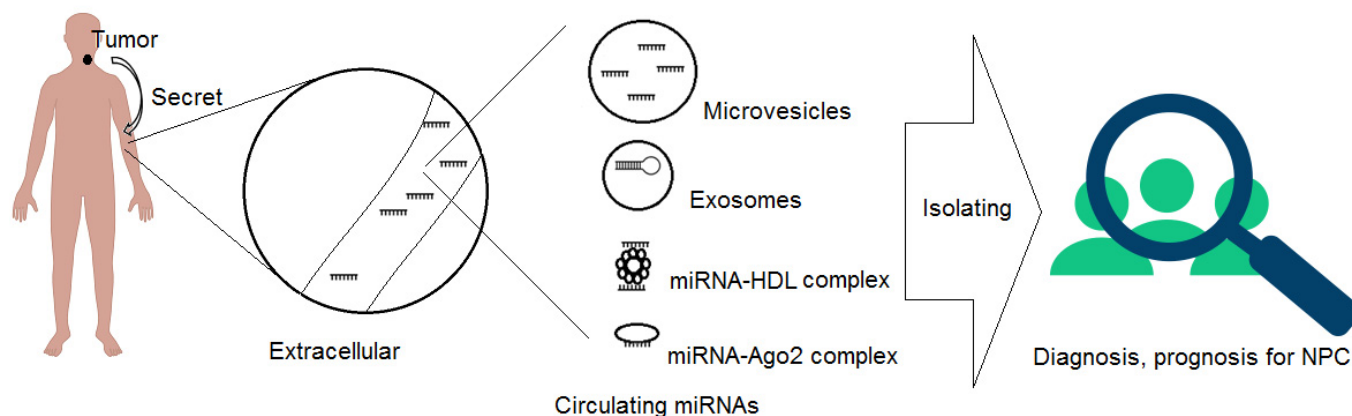 Tumor
Secret
Extracellular
Microvesicles
Exosomes
miRNA-HDL complex
miRNA-Ago2 complex
Circulating miRNAs
Isolating
Diagnosis, prognosis for NPC